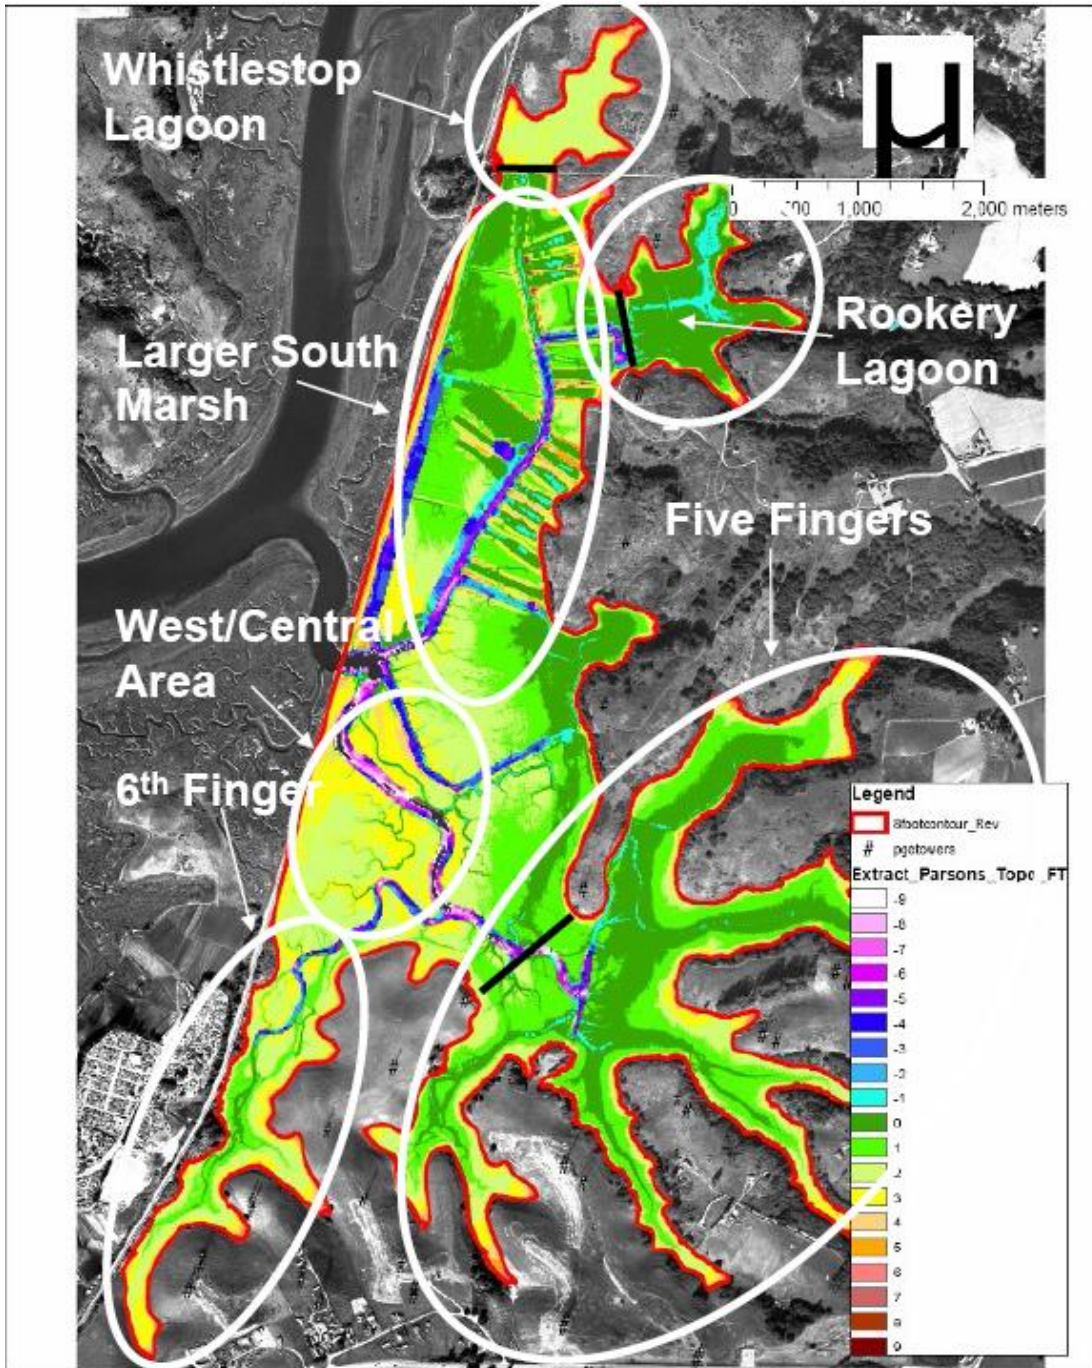 Whistlestop
Lagoon
μ
0 500 1,000 2,000 meters
Rookery
Lagoon
Larger South
Marsh
Five Fingers
West/Central
Area
6th Finger
Legend
8footcontour_Rev
# pgetowers
Extract_Parsons_Topo_FT
-9
-8
-7
-6
-5
-4
-3
-2
-1
0
1
2
3
4
5
6
7
8
9